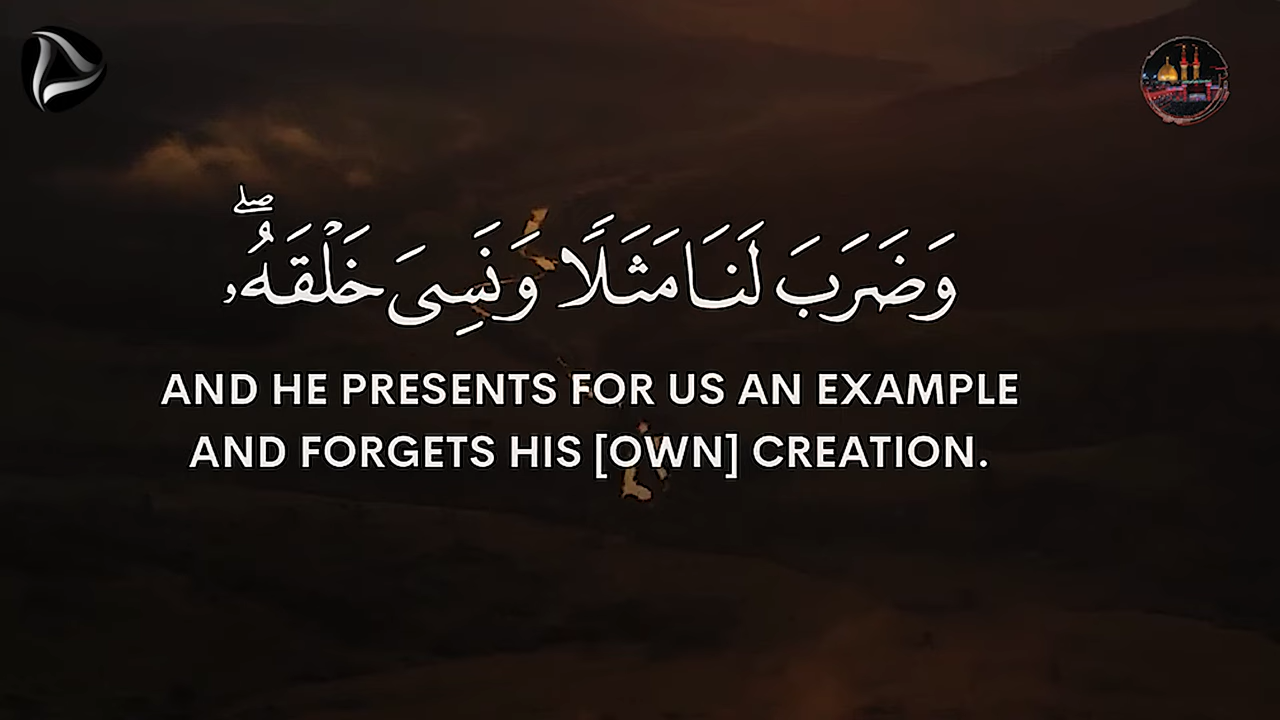 وَضَرَبَ لَنَا مَثَلًا وَنَسِىَ خَلْقَهُۥ ۖ
AND HE PRESENTS FOR US AN EXAMPLE
AND FORGETS HIS [OWN] CREATION.